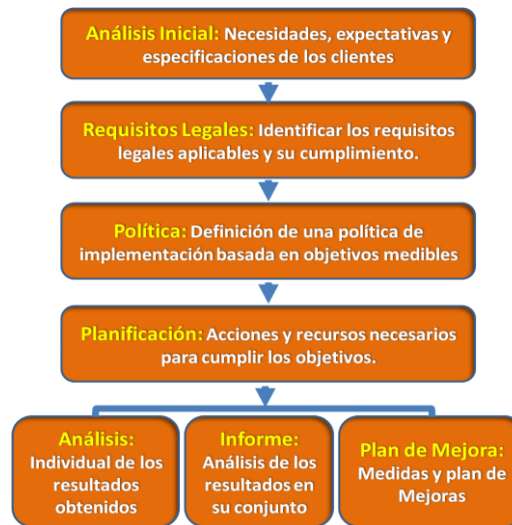 Análisis Inicial: Necesidades, expectativas y
especificaciones de los clientes
Requisitos Legales: Identificar los requisitos
legales aplicables y su cumplimiento.
Política: Definición de una política de
implementación basada en objetivos medibles
Planificación: Acciones y recursos necesarios
para cumplir los objetivos.
Análisis:
Individual de los
resultados
obtenidos
Informe:
Análisis de los
resultados en
su conjunto
Plan de Mejora:
Medidas y plan de
Mejoras